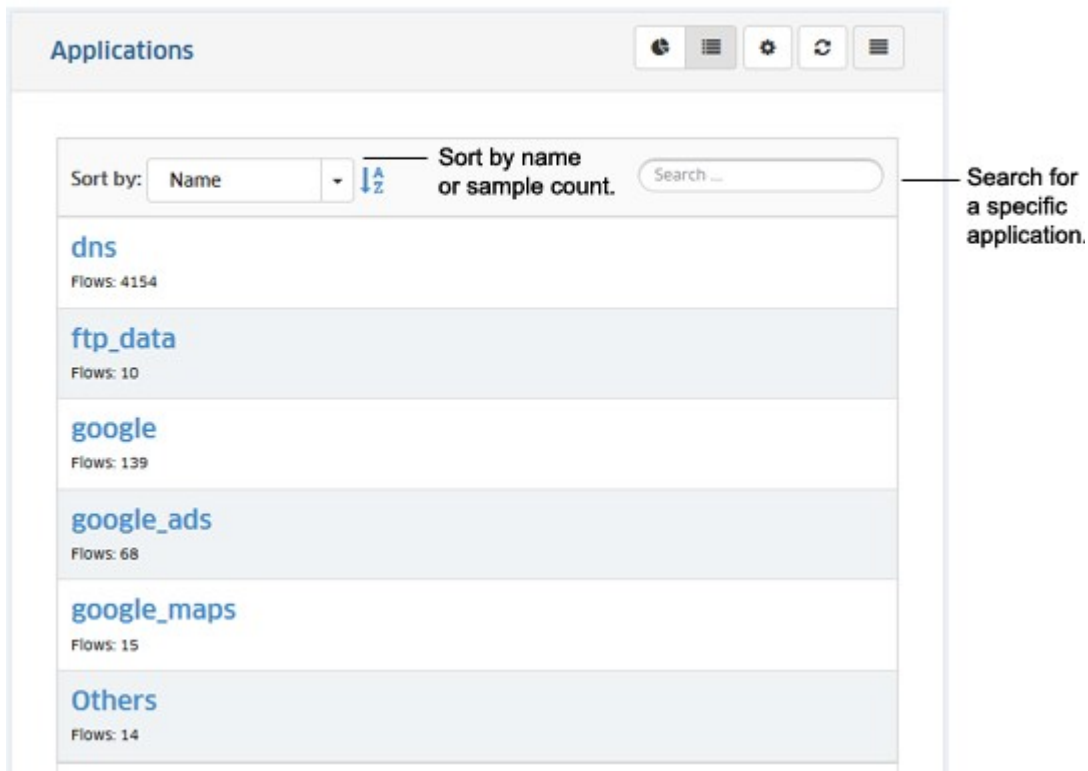 Applications
Sort by: Name
Sort by name
or sample count.
Search ...
Search for
a specific
application.
dns
Flows: 4154
ftp_data
Flows: 10
google
Flows: 139
google_ads
Flows: 68
google_maps
Flows: 15
Others
Flows: 14